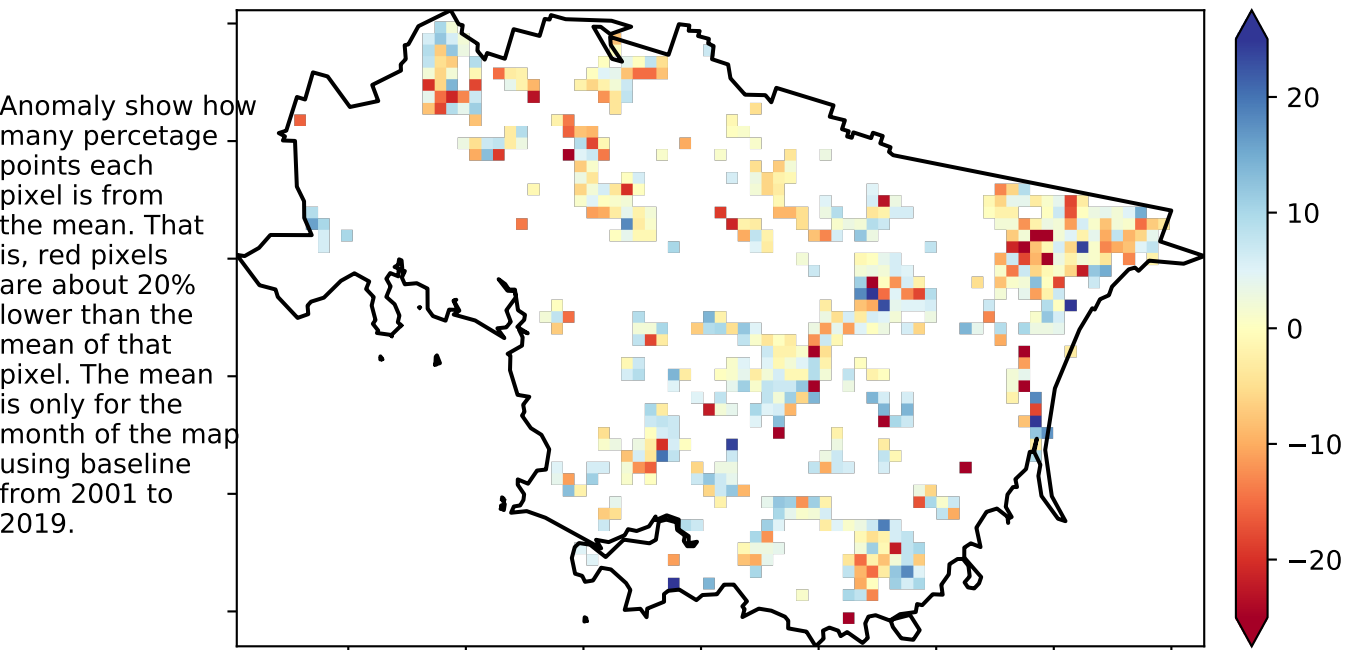 Anomaly show how
many percetage
points each
pixel is from
the mean. That
is, red pixels
are about 20%
lower than the
mean of that
pixel. The mean
is only for the
month of the map
using baseline
from 2001 to
2019.
20
10
0
−10
−20